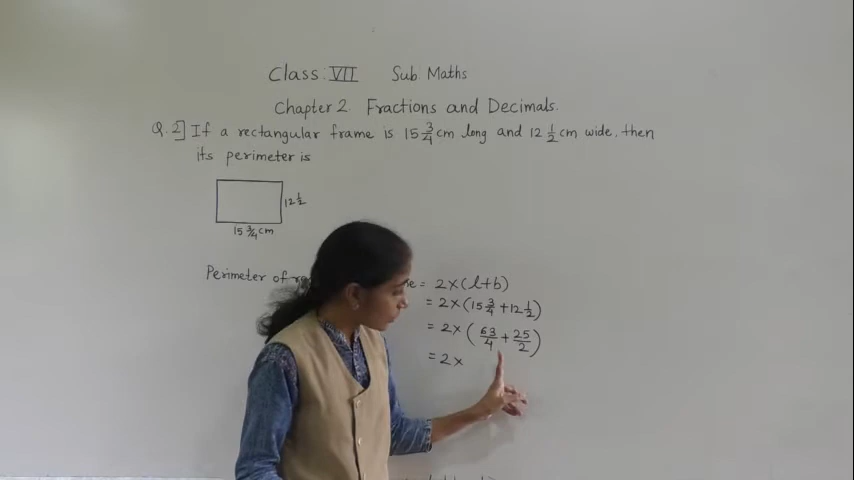 Class: VII Sub: Maths
Chapter 2 Fractions and Decimals.
Q.2] If a rectangular frame is 15 3/4 cm long and 12 1/2 cm wide, then
its perimeter is
12 1/2
15 3/4 cm
Perimeter of = 2×(l+b)
= 2×(15 3/4 + 12 1/2)
= 2×(63/4 + 25/2)
= 2×